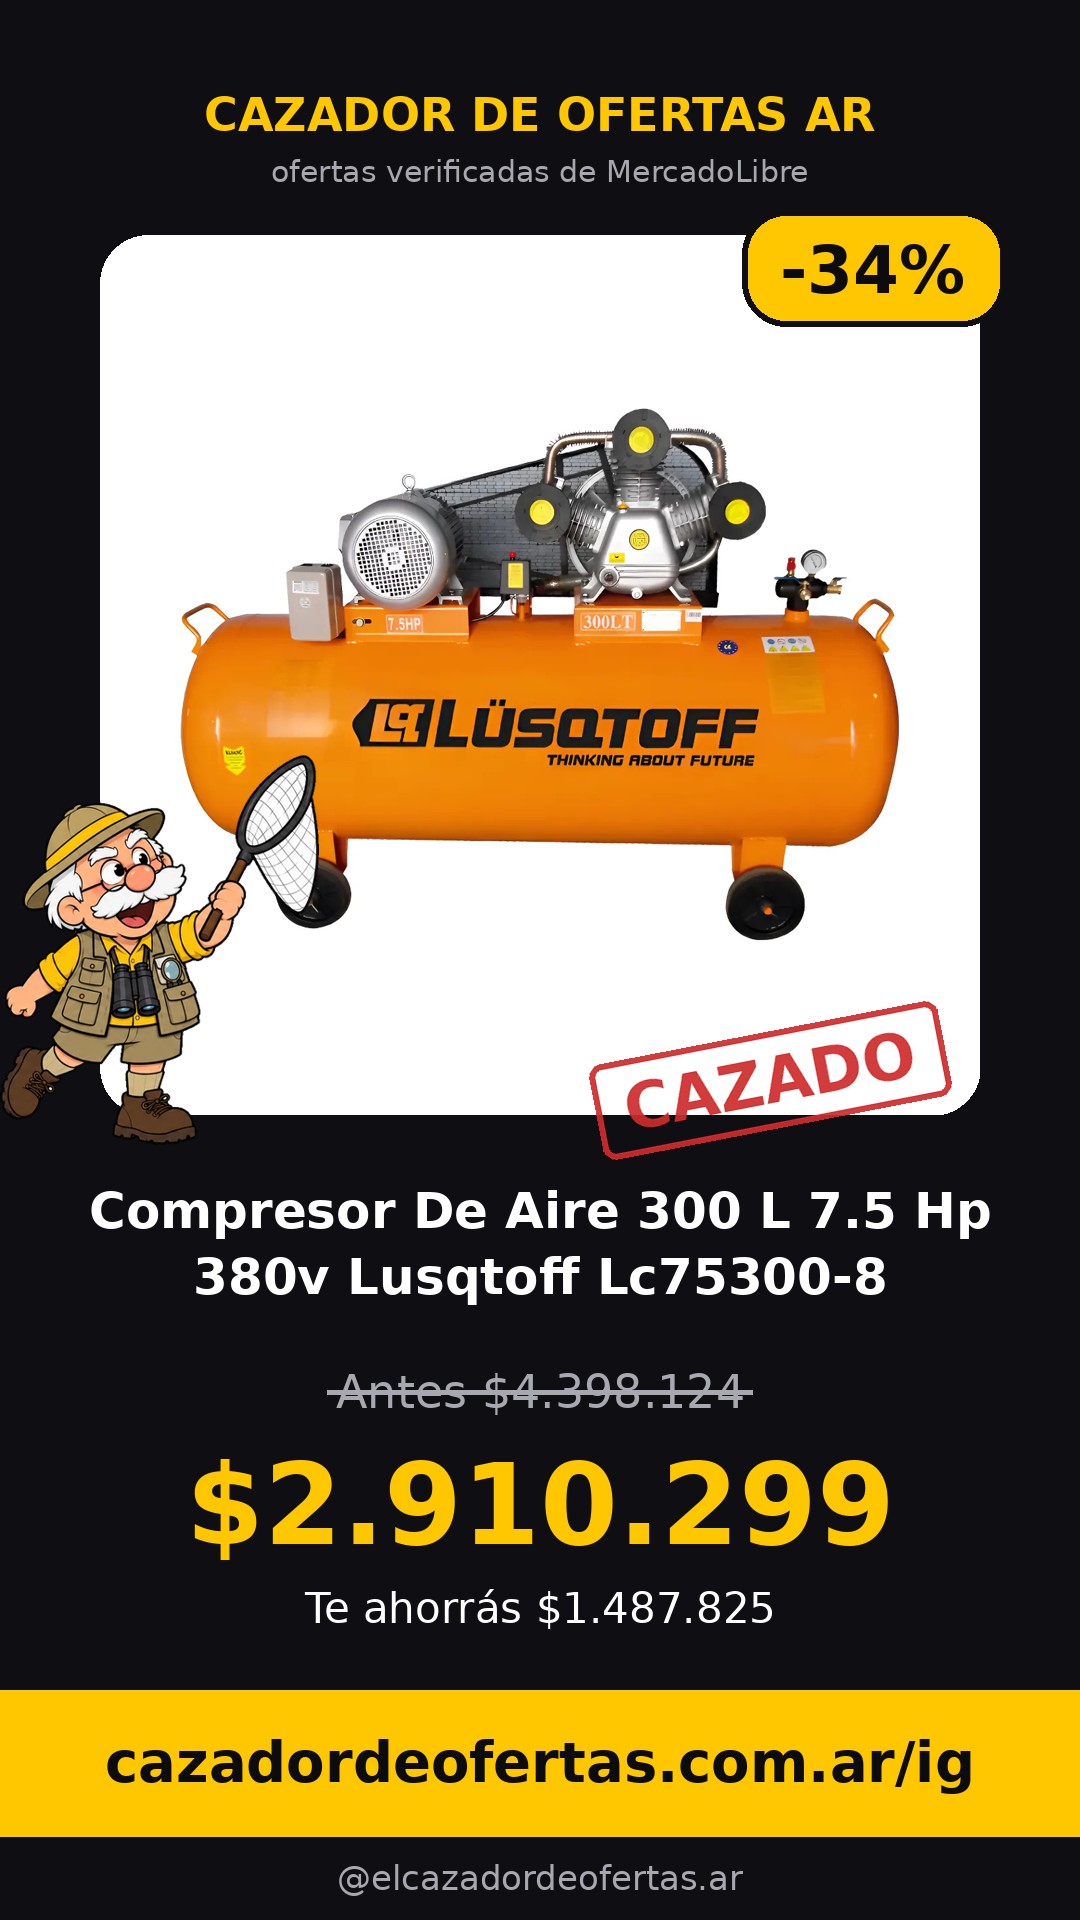 CAZADOR DE OFERTAS AR
ofertas verificadas de MercadoLibre
-34%
7.5HP
300LT
LÜSQTOFF
THINKING ABOUT FUTURE
CAZADO
Compresor De Aire 300 L 7.5 Hp
380v Lusqtoff Lc75300-8
Antes $4.398.124
$2.910.299
Te ahorrás $1.487.825
cazadordeofertas.com.ar/ig
@elcazadordeofertas.ar